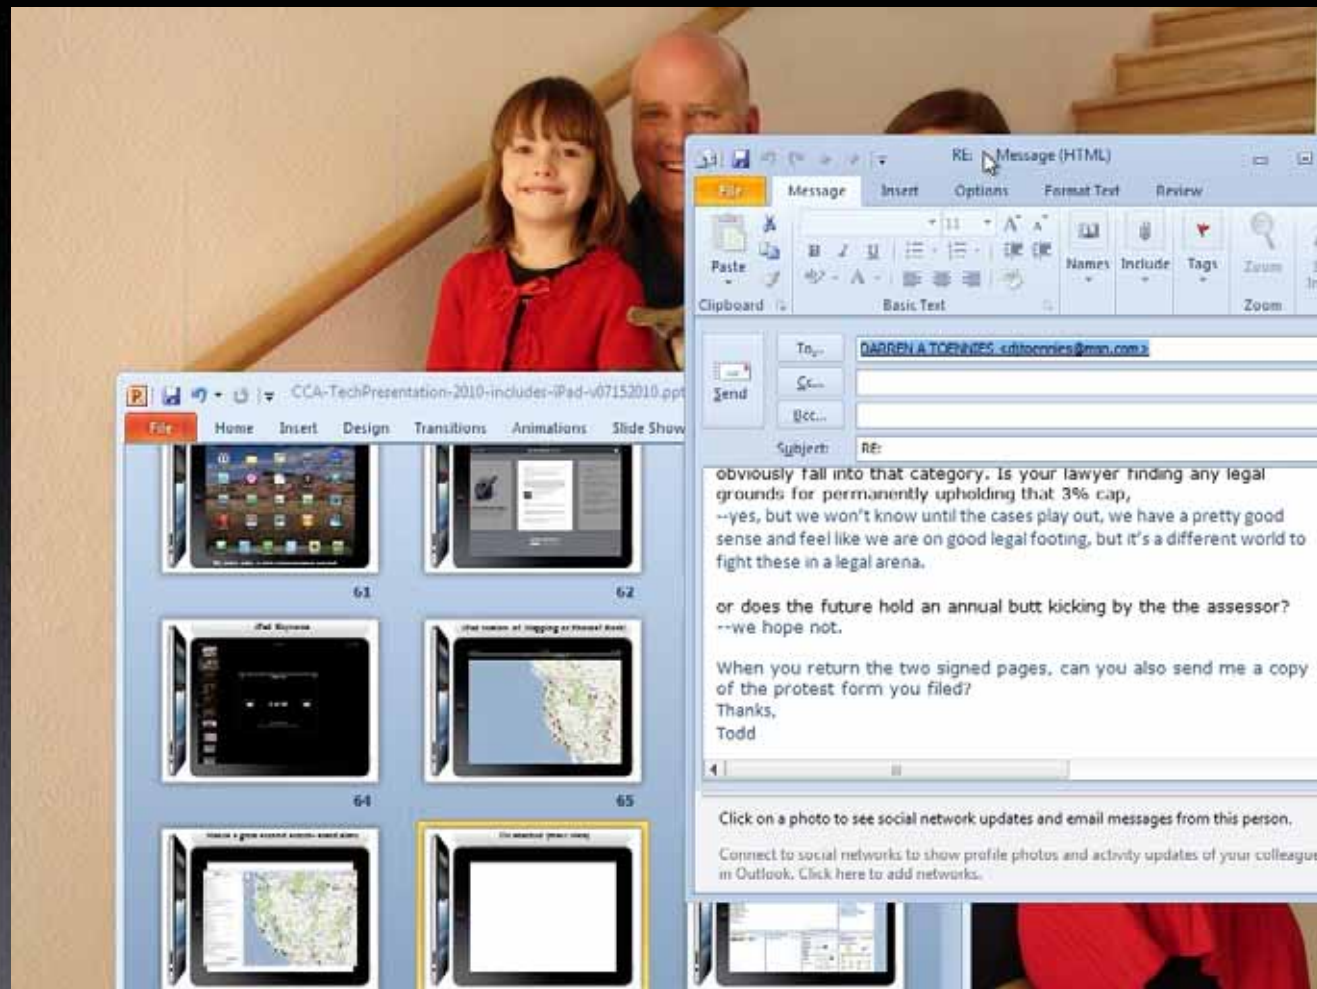 RE: Message (HTML)
File Message Insert Options Format Text Review
11
Paste
Names Include Tags Zoom
Clipboard Basic Text Zoom
To...
DARREN A TOENNIES <djtoennies@msn.com>
Cc...
Send
Bcc...
Subject: RE:
obviously fall into that category. Is your lawyer finding any legal
grounds for permanently upholding that 3% cap,
--yes, but we won't know until the cases play out, we have a pretty good
sense and feel like we are on good legal footing, but it's a different world to
fight these in a legal arena.
or does the future hold an annual butt kicking by the the assessor?
--we hope not.
When you return the two signed pages, can you also send me a copy
of the protest form you filed?
Thanks,
Todd
Click on a photo to see social network updates and email messages from this person.
Connect to social networks to show profile photos and activity updates of your colleague
in Outlook. Click here to add networks.
CCA-TechPresentation-2010-includes-iPad-v07152010.ppt
File Home Insert Design Transitions Animations Slide Show
61 62
iPad Keynote
64 65